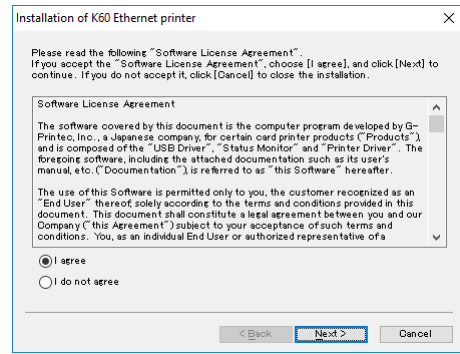 Installation of K60 Ethernet printer
Please read the following "Software License Agreement".
If you accept the "Software License Agreement", choose [I agree], and click [Next] to
continue. If you do not accept it, click [Cancel] to close the installation.
Software License Agreement
The software covered by this document is the computer program developed by G-
Printec, Inc., a Japanese company, for certain card printer products ("Products"),
and is composed of the "USB Driver", "Status Monitor" and "Printer Driver". The
foregoing software, including the attached documentation such as its user's
manual, etc. ("Documentation"), is referred to as "this Software" hereafter.
The use of this Software is permitted only to you, the customer recognized as an
"End User" thereof, solely according to the terms and conditions provided in this
document. This document shall constitute a legal agreement between you and our
Company ("this Agreement") subject to your acceptance of such terms and
conditions. You, as an individual End User or authorized representative of a
I agree
I do not agree
< Back Next > Cancel